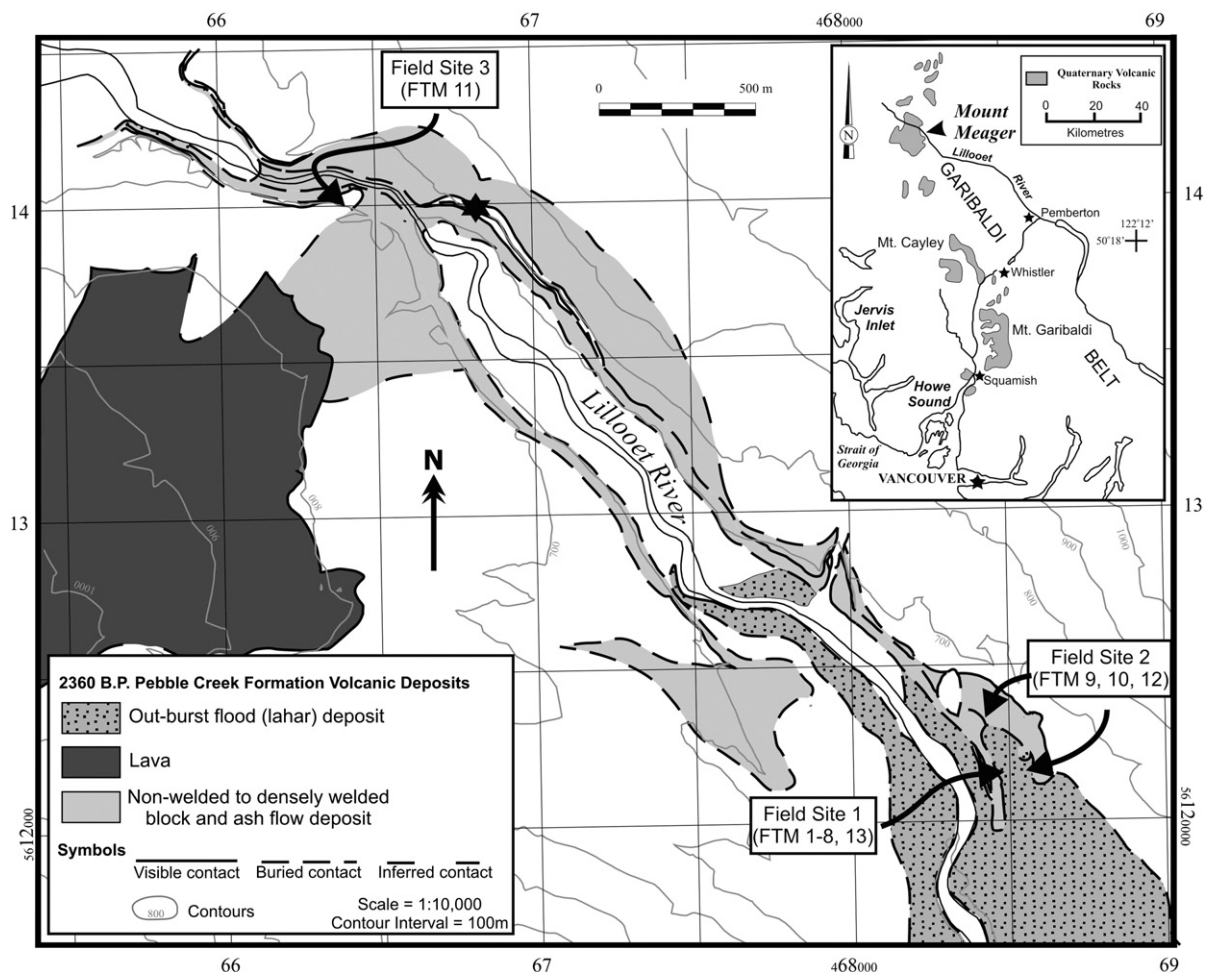 66
67
468000
69
Field Site 3
(FTM 11)
0
500 m
N
Quaternary Volcanic
Rocks
0
20
40
Kilometres
Mount
Meager
Lillooet
River
GARIBALDI
Pemberton
122°12'
50°18'
Mt. Cayley
Whistler
Jervis
Inlet
Mt. Garibaldi
BELT
Squamish
Howe
Sound
Strait of
Georgia
VANCOUVER
14
14
Lillooet River
N
13
13
800
900
1000
700
900
1000
800
700
Field Site 2
(FTM 9, 10, 12)
Field Site 1
(FTM 1-8, 13)
5612000
5612000
2360 B.P. Pebble Creek Formation Volcanic Deposits
Out-burst flood (lahar) deposit
Lava
Non-welded to densely welded
block and ash flow deposit
Symbols
Visible contact
Buried contact
Inferred contact
800
Contours
Scale = 1:10,000
Contour Interval = 100m
66
67
468000
69